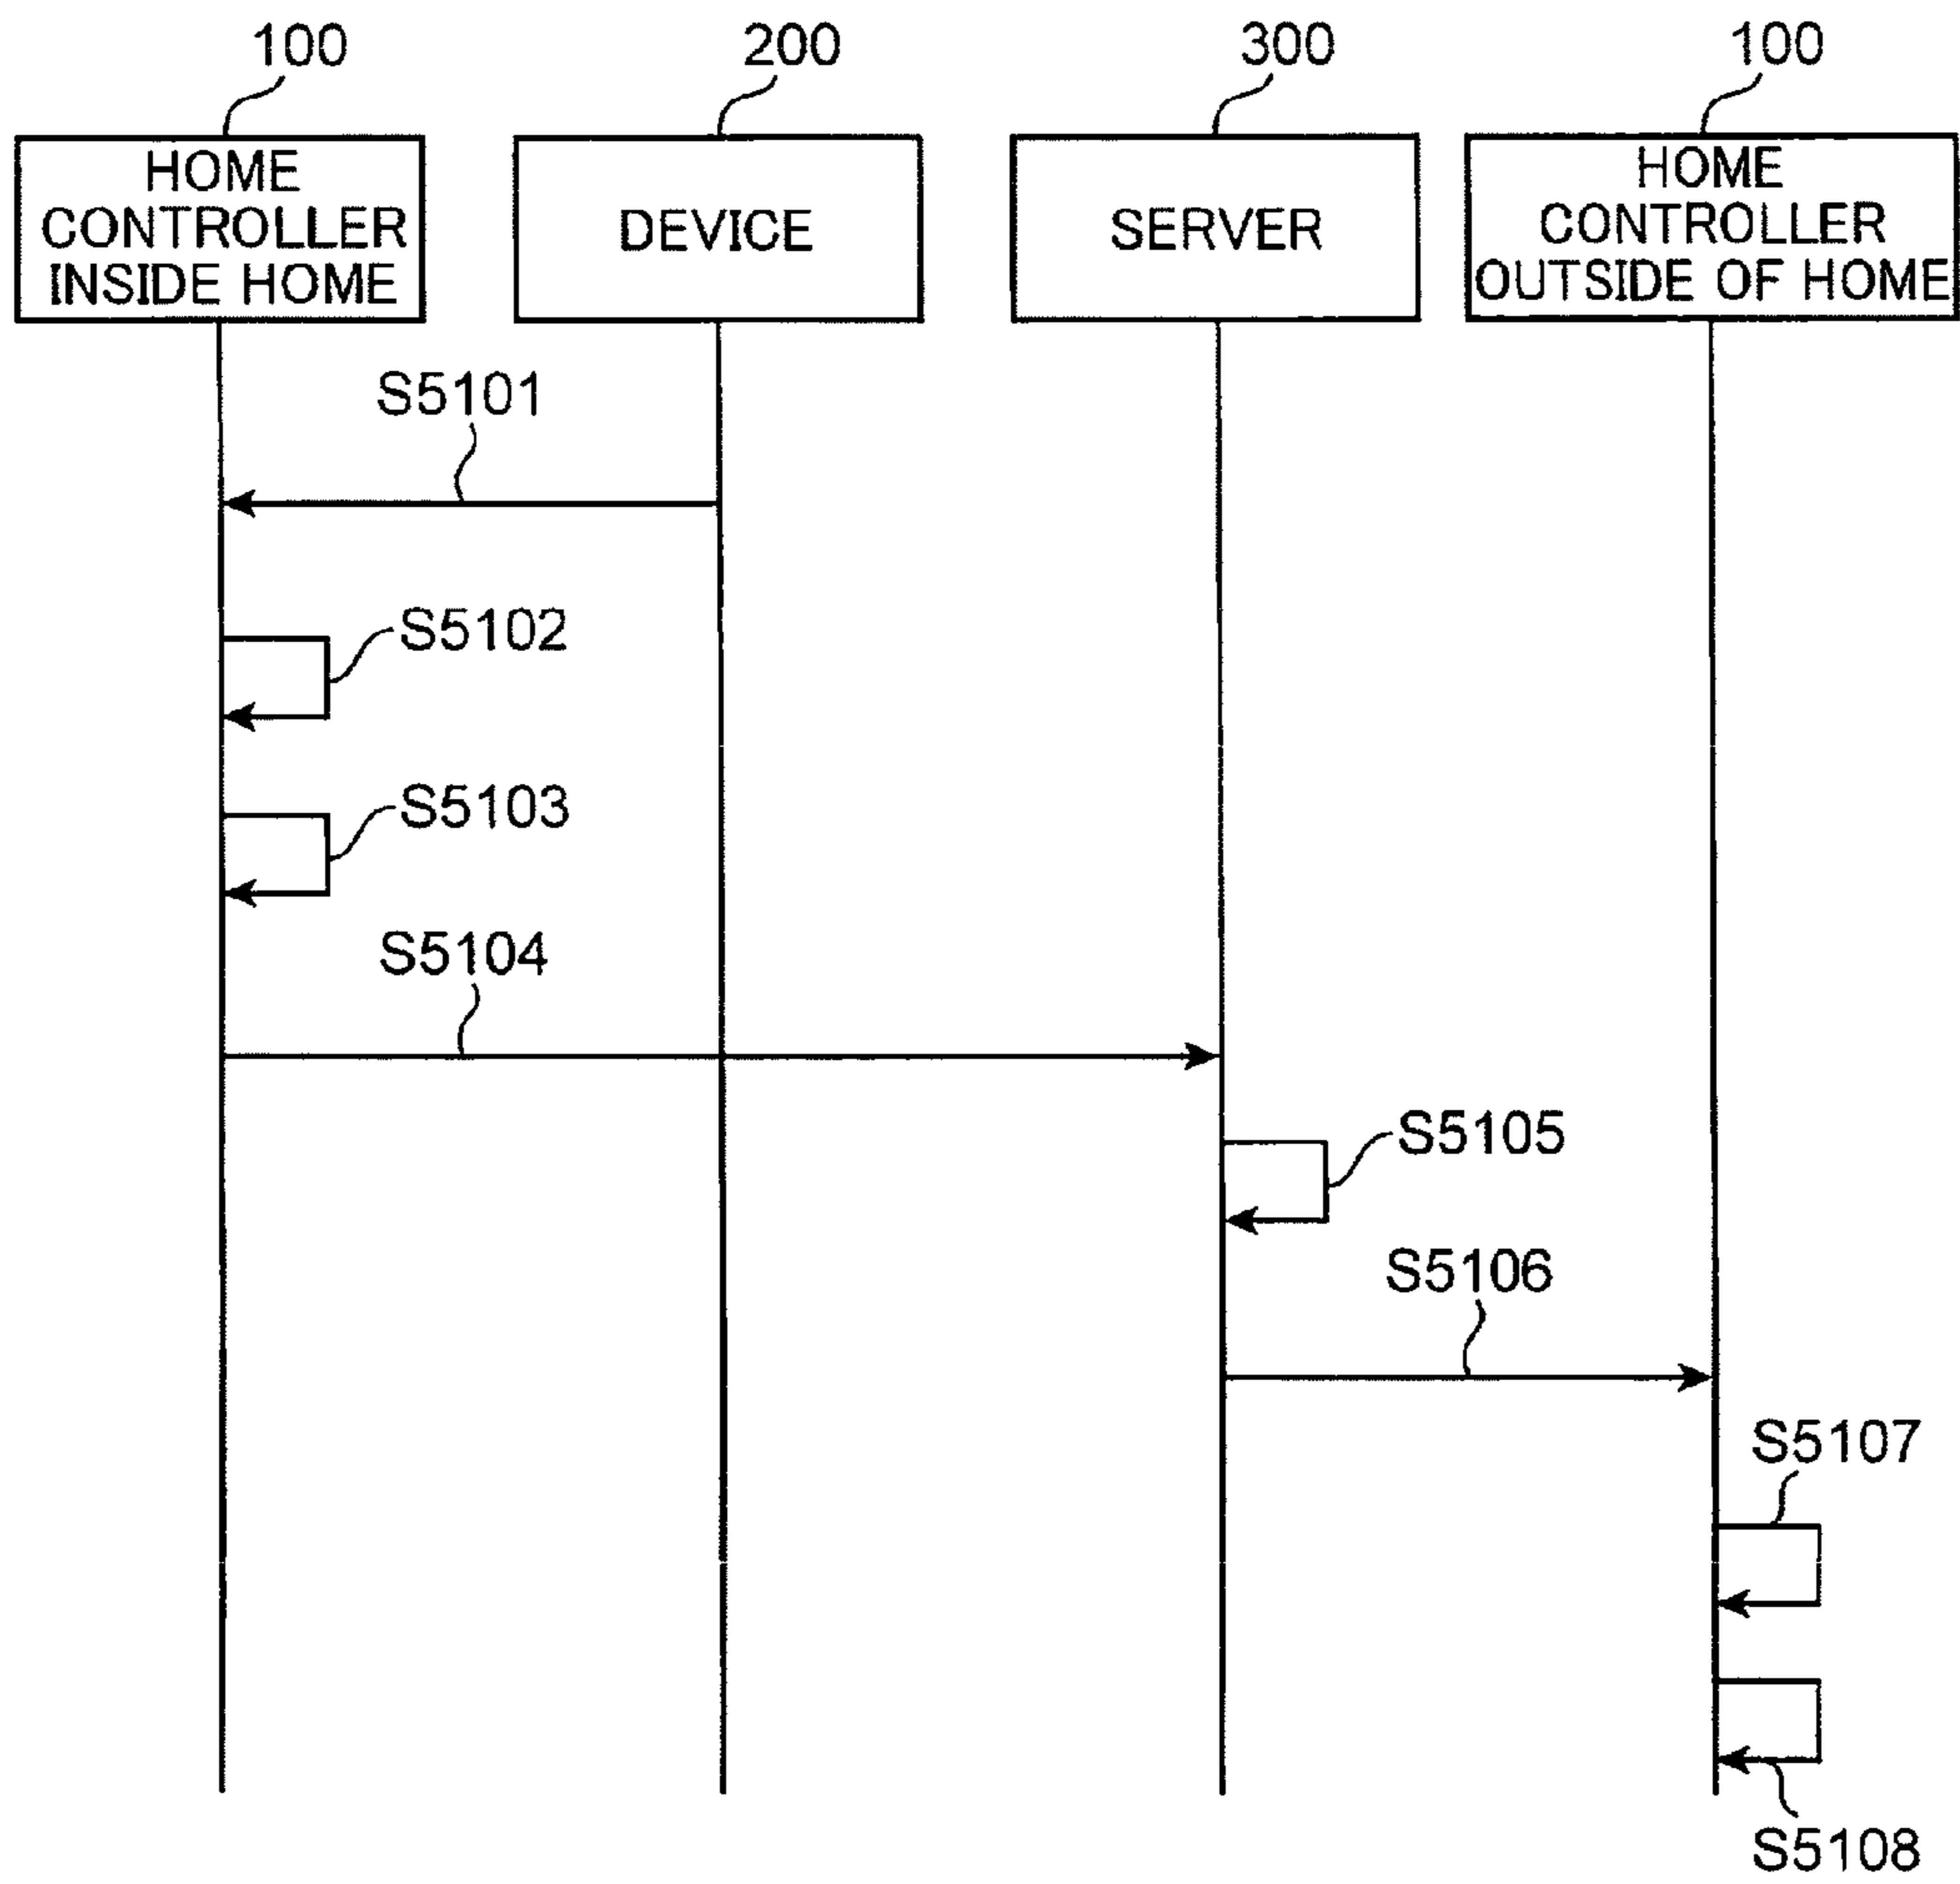 100
200
300
100
HOME
CONTROLLER
INSIDE HOME
DEVICE
SERVER
HOME
CONTROLLER
OUTSIDE OF HOME
S5101
S5102
S5103
S5104
S5105
S5106
S5107
S5108